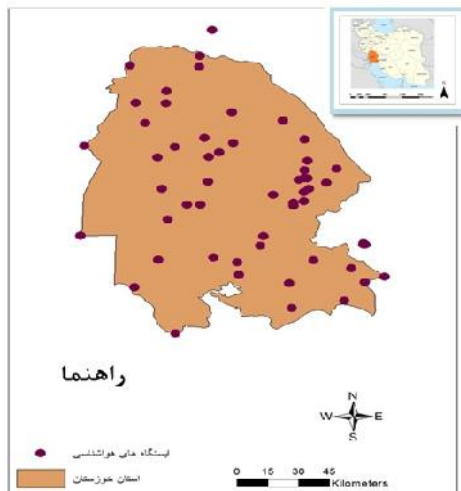 N
راهنما
N
W E
S
ایستگاه های هواشناسی
استان خوزستان
0 15 30 45
Kilometers